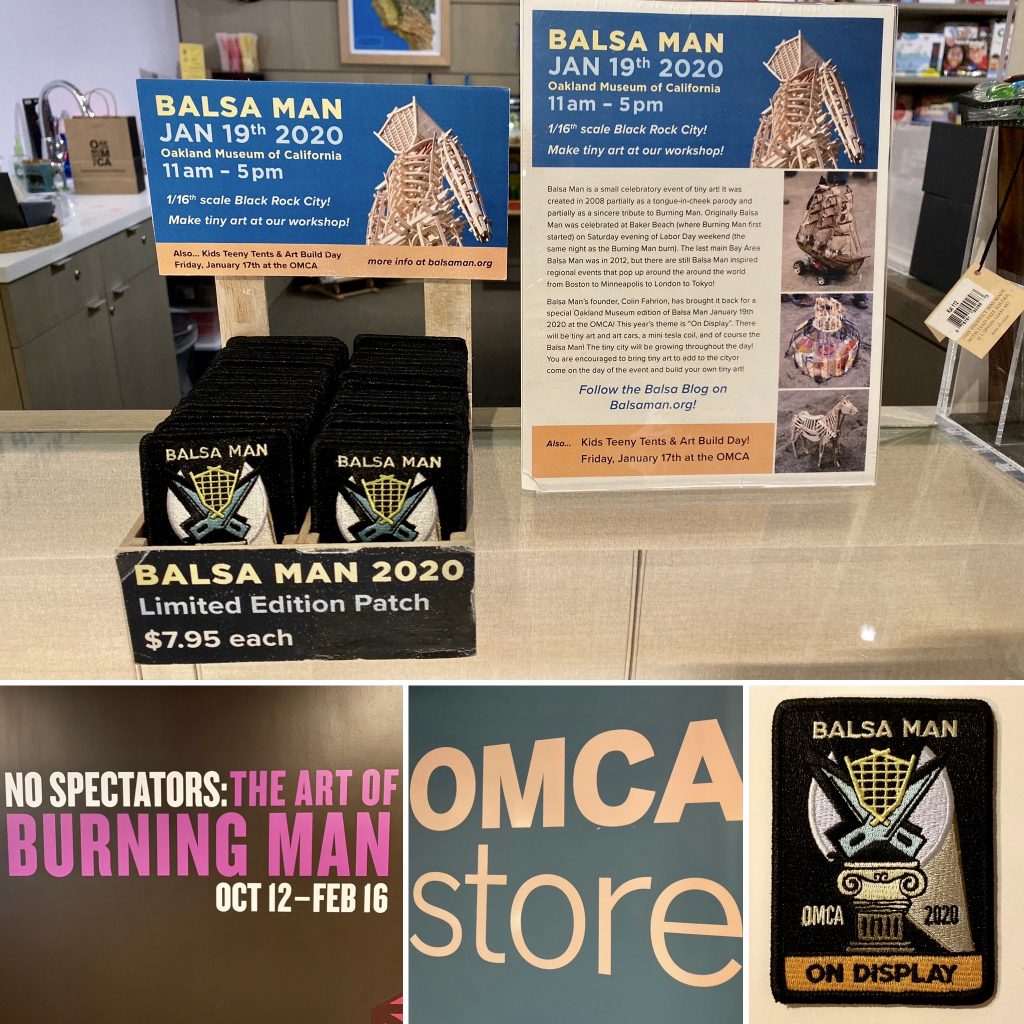 BALSA MAN
JAN 19th 2020
Oakland Museum of California
11am – 5pm
1/16th scale Black Rock City!
Make tiny art at our workshop!
Also... Kids Teeny Tents & Art Build Day
Friday, January 17th at the OMCA
more info at balsaman.org
BALSA MAN
BALSA MAN
BALSA MAN 2020
Limited Edition Patch
$7.95 each
BALSA MAN
JAN 19th 2020
Oakland Museum of California
11am – 5pm
1/16th scale Black Rock City!
Make tiny art at our workshop!
Balsa Man is a small celebratory event of tiny art! It was
created in 2008 partially as a tongue-in-cheek parody and
partially as a sincere tribute to Burning Man. Originally Balsa
Man was celebrated at Baker Beach (where Burning Man first
started) on Saturday evening of Labor Day weekend (the
same night as the Burning Man burn). The last main Bay Area
Balsa Man was in 2012, but there are still Balsa Man inspired
regional events that pop up around the around the world
from Boston to Minneapolis to London to Tokyo!
Balsa Man's founder, Colin Fahrion, has brought it back for a
special Oakland Museum edition of Balsa Man January 19th
2020 at the OMCA! This year's theme is "On Display". There
will be tiny art and art cars, a mini tesla coil, and of course the
Balsa Man! The tiny city will be growing throughout the day!
You are encouraged to bring tiny art to add to the cityor
come on the day of the event and build your own tiny art!
Follow the Balsa Blog on
Balsaman.org!
Also... Kids Teeny Tents & Art Build Day!
Friday, January 17th at the OMCA
NO SPECTATORS: THE ART OF
BURNING MAN
OCT 12–FEB 16
OMCA
store
BALSA MAN
OMCA 2020
ON DISPLAY